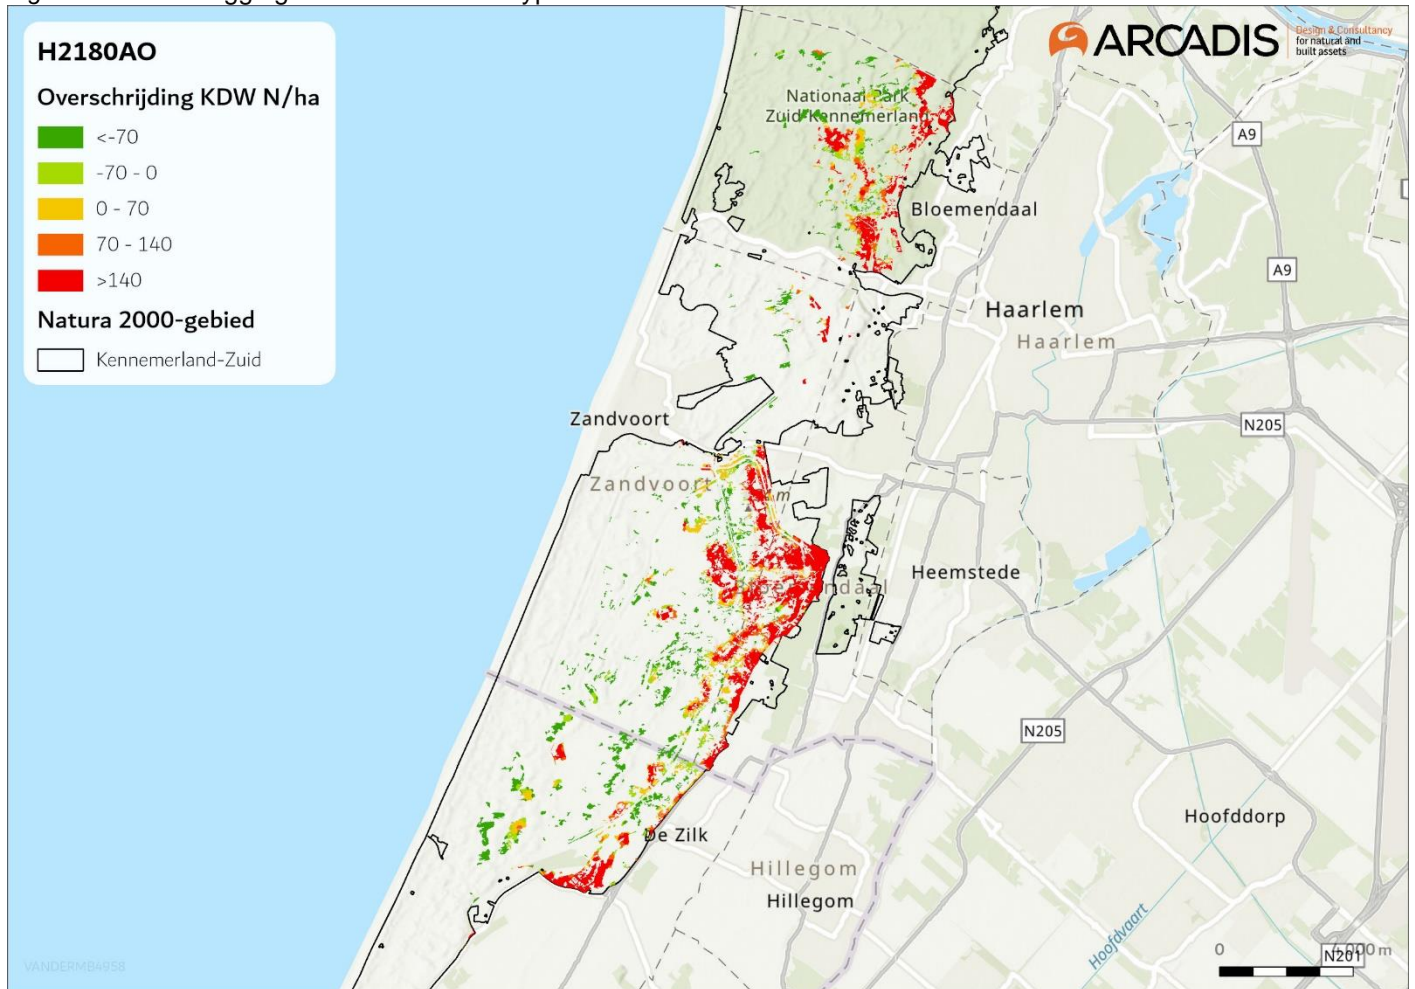 H2180AO
Overschrijding KDW N/ha
<-70
-70 - 0
0 - 70
70 - 140
>140
Natura 2000-gebied
Kennemerland-Zuid
ARCADIS
Design & Consultancy
for natural and
built assets
Nationaal Park
Zuid-Kennemerland
A9
Bloemendaal
A9
Haarlem
Haarlem
Zandvoort
N205
Zandvoort
m
Heemstede
N205
Hoofddorp
De Zilk
Hillegom
Hillegom
Hoofdvaart
0
4.000 m
N201
VANDERMB4958